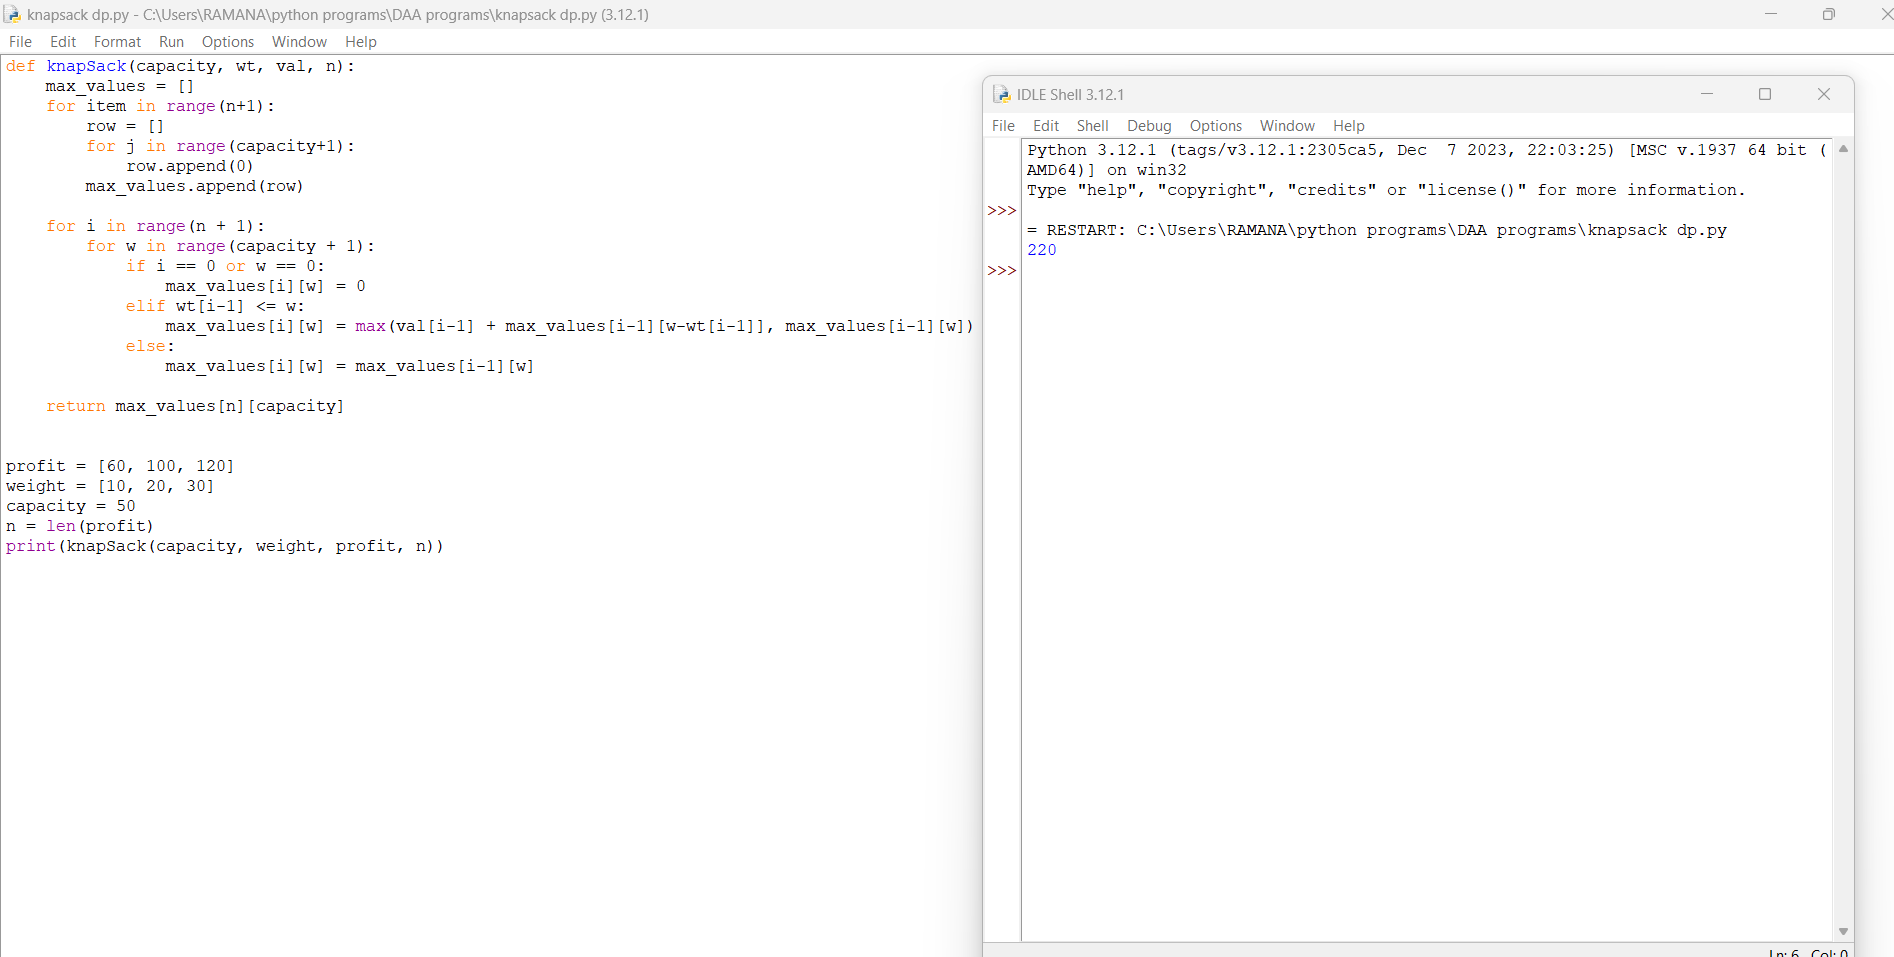 knapsack dp.py - C:\Users\RAMANA\python programs\DAA programs\knapsack dp.py (3.12.1)
File Edit Format Run Options Window Help
def knapSack(capacity, wt, val, n):
    max_values = []
    for item in range(n+1):
        row = []
        for j in range(capacity+1):
            row.append(0)
        max_values.append(row)

    for i in range(n + 1):
        for w in range(capacity + 1):
            if i == 0 or w == 0:
                max_values[i][w] = 0
            elif wt[i-1] <= w:
                max_values[i][w] = max(val[i-1] + max_values[i-1][w-wt[i-1]], max_values[i-1][w])
            else:
                max_values[i][w] = max_values[i-1][w]

    return max_values[n][capacity]

profit = [60, 100, 120]
weight = [10, 20, 30]
capacity = 50
n = len(profit)
print(knapSack(capacity, weight, profit, n))
IDLE Shell 3.12.1
File Edit Shell Debug Options Window Help
Python 3.12.1 (tags/v3.12.1:2305ca5, Dec  7 2023, 22:03:25) [MSC v.1937 64 bit (
AMD64)] on win32
Type "help", "copyright", "credits" or "license()" for more information.
>>>
= RESTART: C:\Users\RAMANA\python programs\DAA programs\knapsack dp.py
220
>>>
Ln: 6 Col: 0